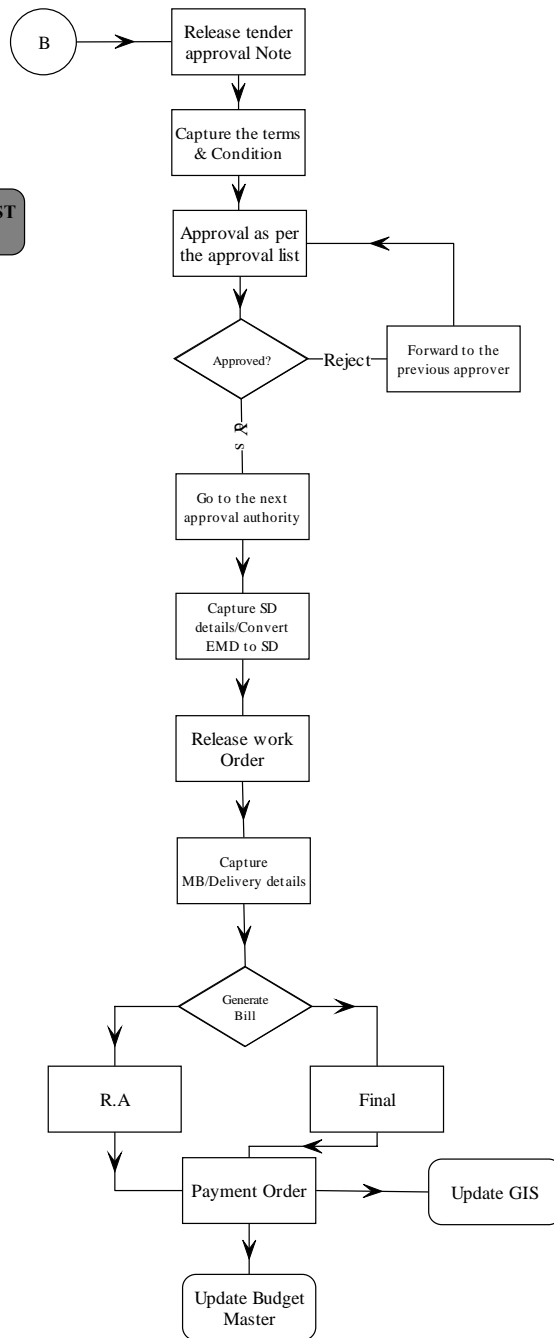 B
Release tender
approval Note
Capture the terms
& Condition
ST
Approval as per
the approval list
Approved?
Reject
Forward to the
previous approver
Yes
Go to the next
approval authority
Capture SD
details/Convert
EMD to SD
Release work
Order
Capture
MB/Delivery details
Generate
Bill
R.A
Final
Payment Order
Update GIS
Update Budget
Master